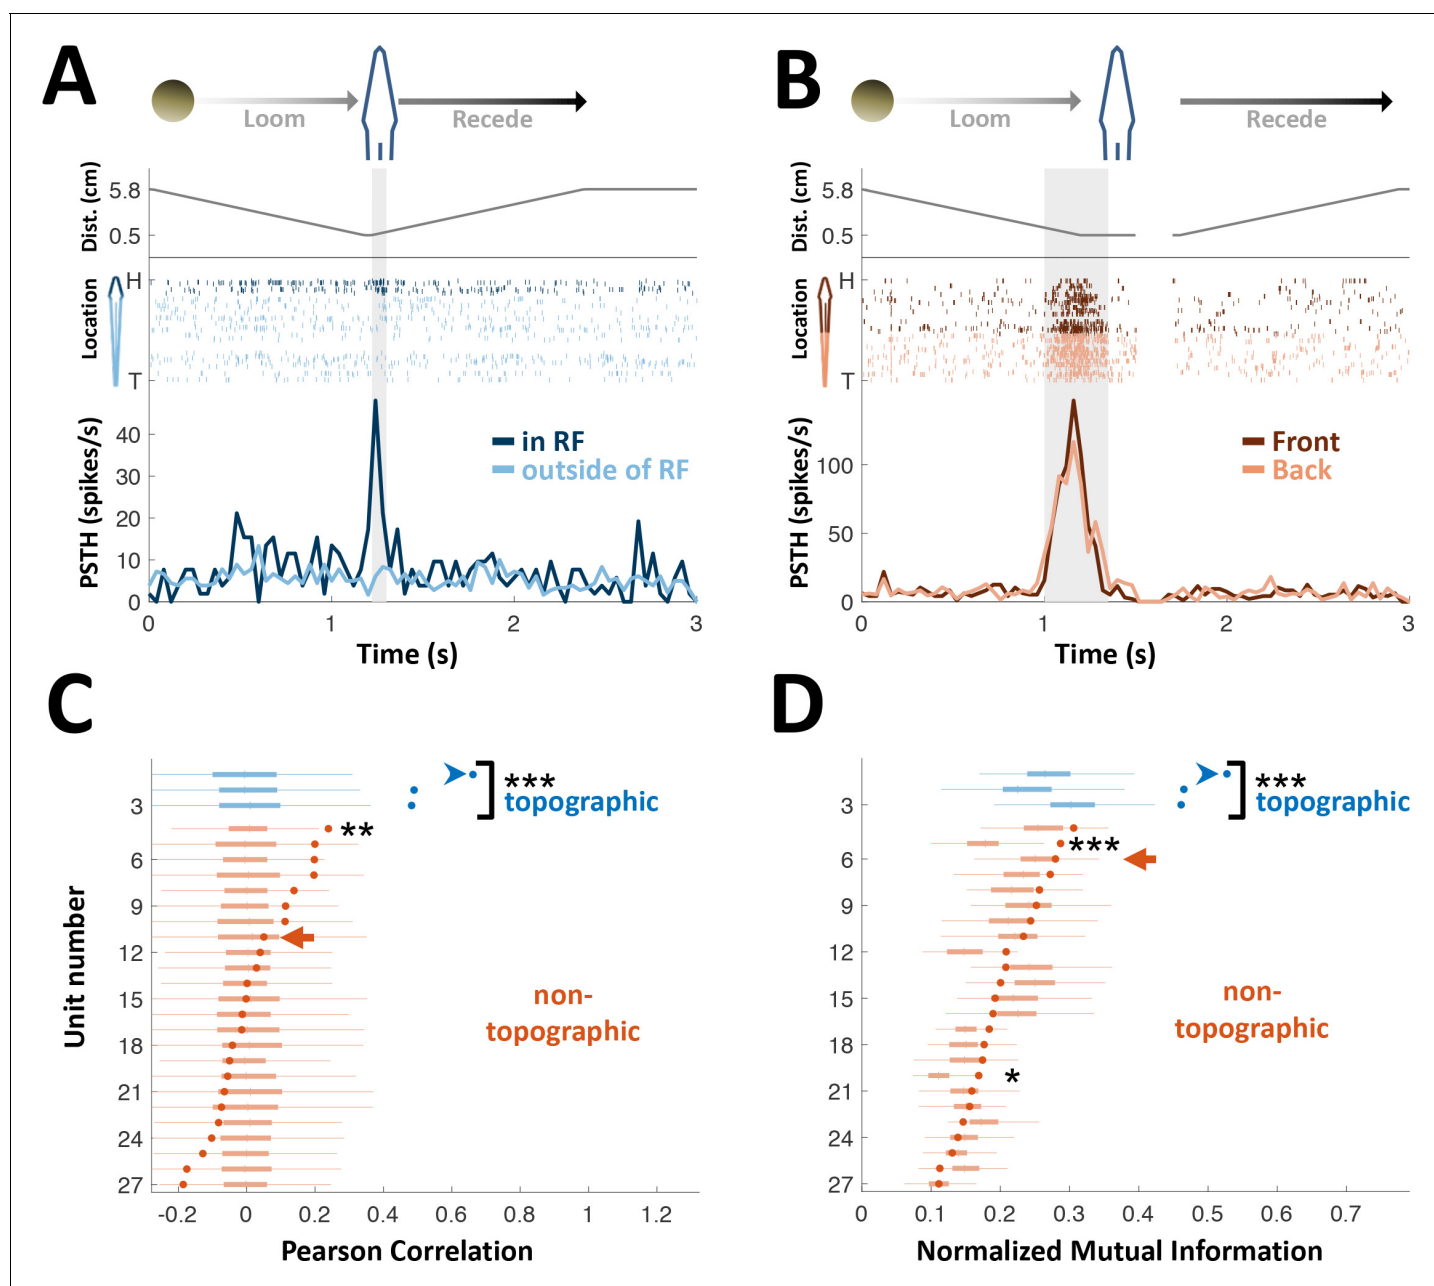 A
Loom
Recede
Dist. (cm)
5.8
0.5
Location
H
T
PSTH (spikes/s)
40
30
20
10
0
in RF
outside of RF
0
1
2
3
Time (s)
B
Loom
Recede
Dist. (cm)
5.8
0.5
Location
H
T
PSTH (spikes/s)
100
50
0
Front
Back
0
1
2
3
Time (s)
C
Unit number
3
6
9
12
15
18
21
24
27
***
topographic
**
non-
topographic
-0.2
0
0.2
0.4
0.6
0.8
1
1.2
Pearson Correlation
D
3
6
9
12
15
18
21
24
27
***
topographic
***
*
non-
topographic
0
0.1
0.2
0.3
0.4
0.5
0.6
0.7
Normalized Mutual Information